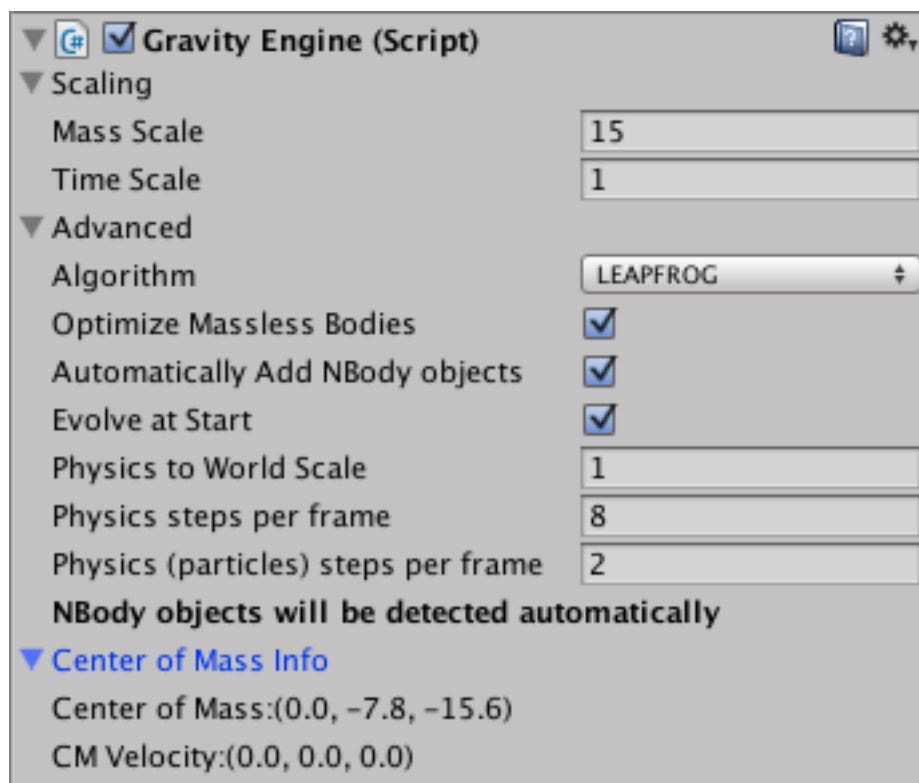 Gravity Engine (Script)
Scaling
Mass Scale 15
Time Scale 1
Advanced
Algorithm LEAPFROG
Optimize Massless Bodies
Automatically Add NBody objects
Evolve at Start
Physics to World Scale 1
Physics steps per frame 8
Physics (particles) steps per frame 2
NBody objects will be detected automatically
Center of Mass Info
Center of Mass:(0.0, -7.8, -15.6)
CM Velocity:(0.0, 0.0, 0.0)